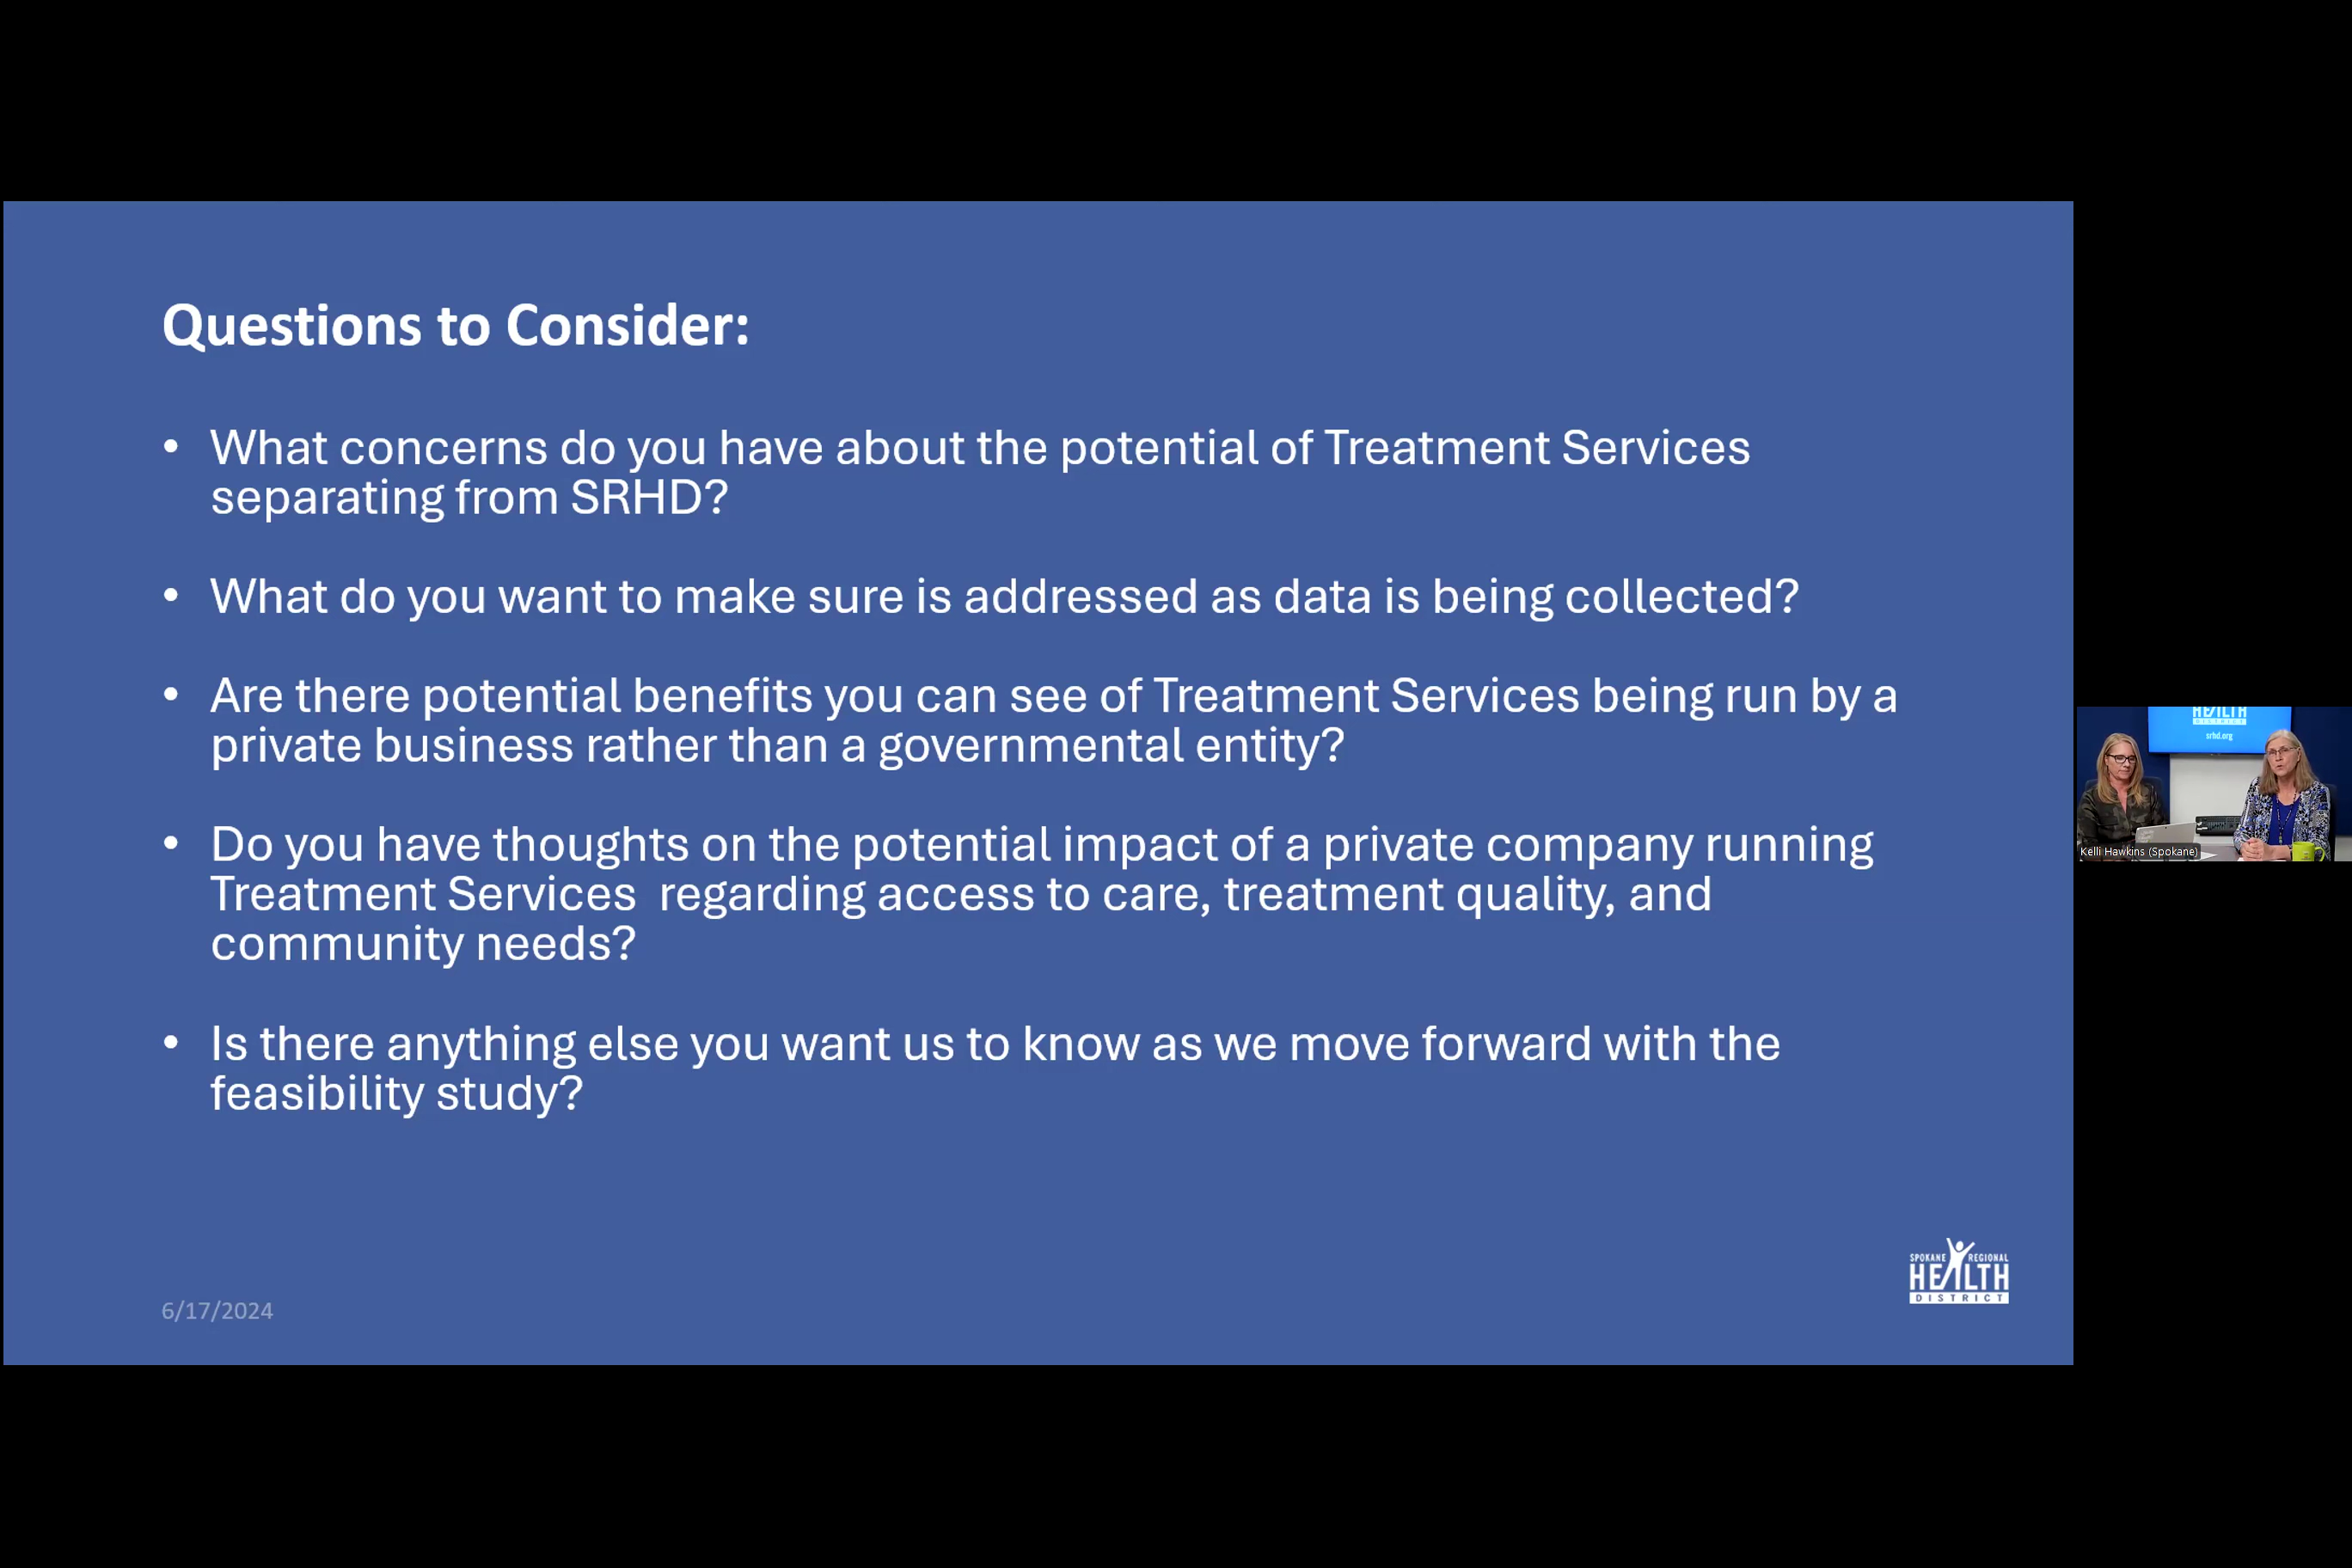 Questions to Consider:
• What concerns do you have about the potential of Treatment Services
separating from SRHD?
• What do you want to make sure is addressed as data is being collected?
• Are there potential benefits you can see of Treatment Services being run by a
private business rather than a governmental entity?
• Do you have thoughts on the potential impact of a private company running
Treatment Services  regarding access to care, treatment quality, and
community needs?
• Is there anything else you want us to know as we move forward with the
feasibility study?
6/17/2024
SPOKANE REGIONAL
HEALTH
DISTRICT
HEALTH
DISTRICT
srhd.org
Kelli Hawkins (Spokane)